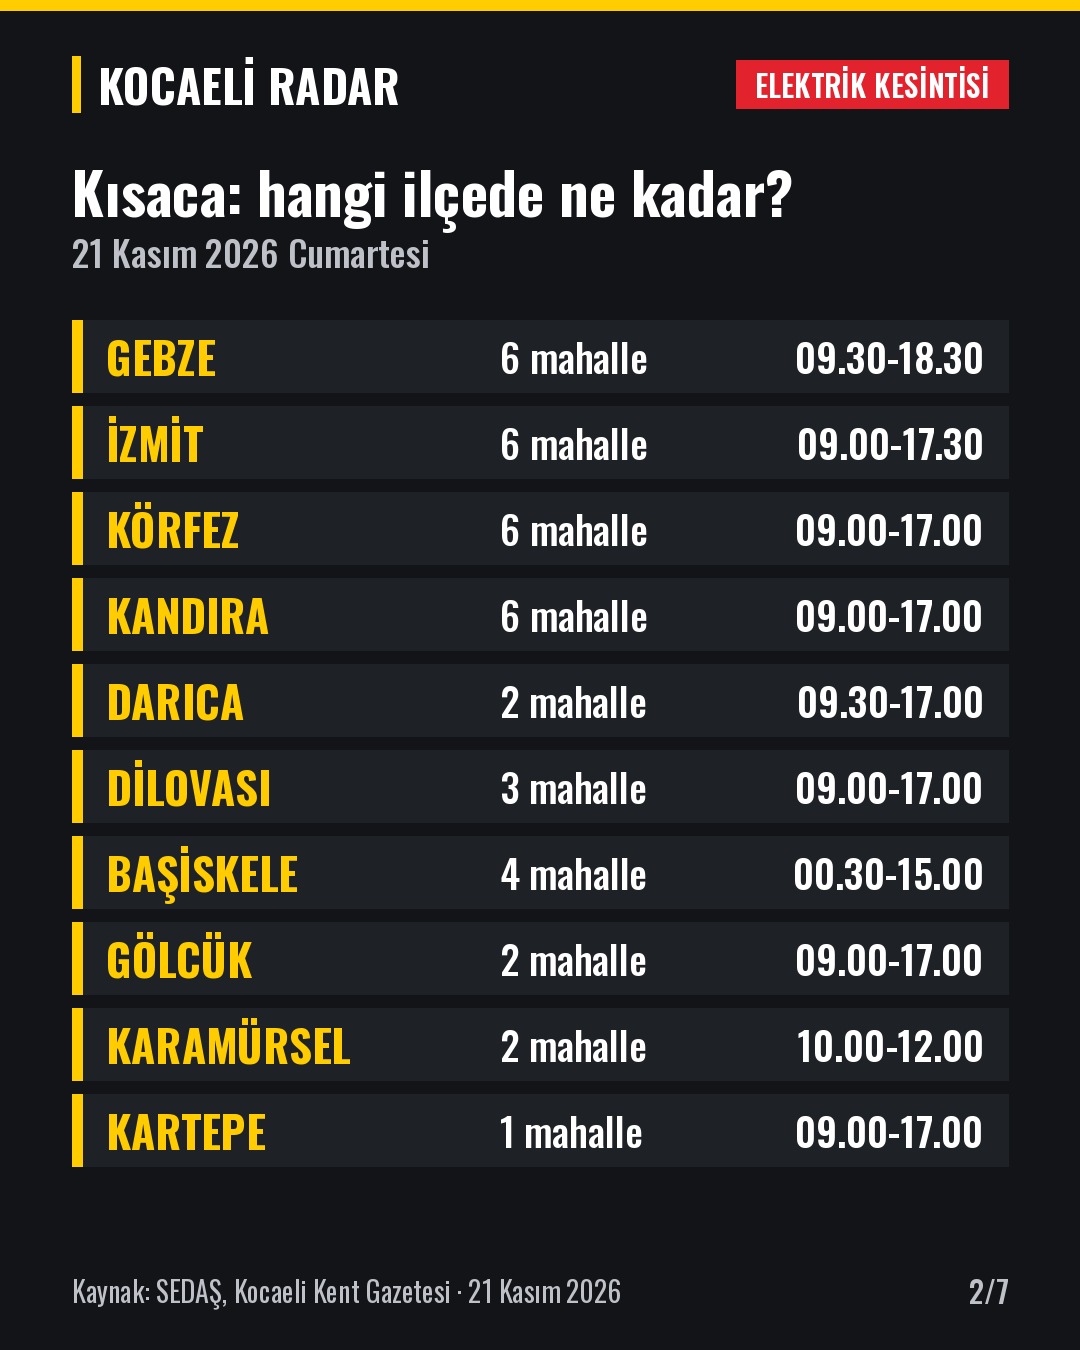 KOCAELİ RADAR
ELEKTRİK KESİNTİSİ
Kısaca: hangi ilçede ne kadar?
21 Kasım 2026 Cumartesi
GEBZE 6 mahalle 09.30-18.30
İZMİT 6 mahalle 09.00-17.30
KÖRFEZ 6 mahalle 09.00-17.00
KANDIRA 6 mahalle 09.00-17.00
DARICA 2 mahalle 09.30-17.00
DİLOVASI 3 mahalle 09.00-17.00
BAŞİSKELE 4 mahalle 00.30-15.00
GÖLCÜK 2 mahalle 09.00-17.00
KARAMÜRSEL 2 mahalle 10.00-12.00
KARTEPE 1 mahalle 09.00-17.00
Kaynak: SEDAŞ, Kocaeli Kent Gazetesi · 21 Kasım 2026
2/7